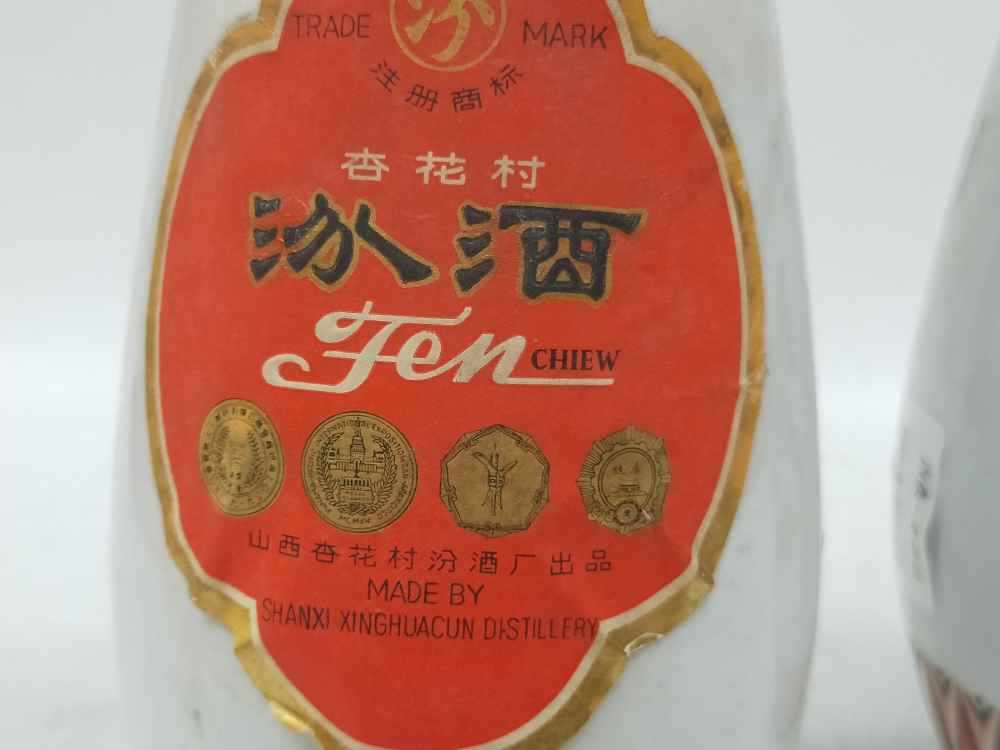 汾
TRADE MARK
注册商标
杏花村
汾酒
Fen CHIEW
山西杏花村汾酒厂出品
MADE BY
SHANXI XINGHUACUN DISTILLERY